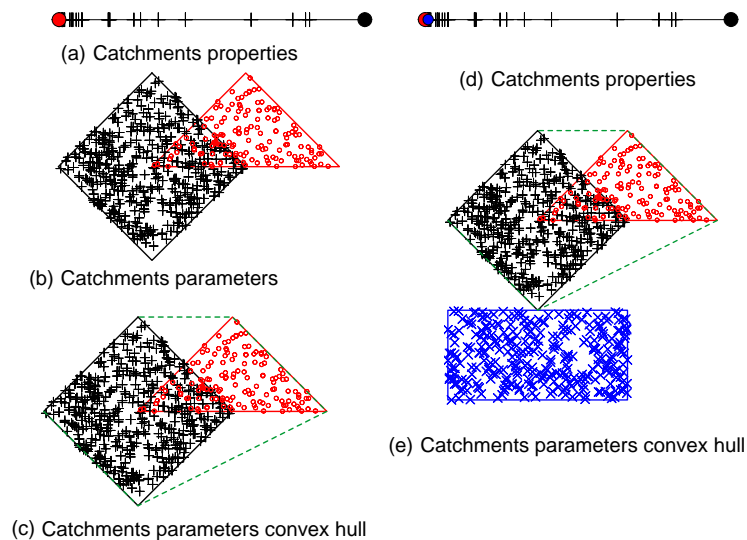 (a) Catchments properties
(b) Catchments parameters
(c) Catchments parameters convex hull
(d) Catchments properties
(e) Catchments parameters convex hull